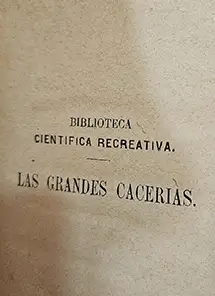 BIBLIOTECA
CIENTIFICA RECREATIVA.
LAS GRANDES CACERIAS.